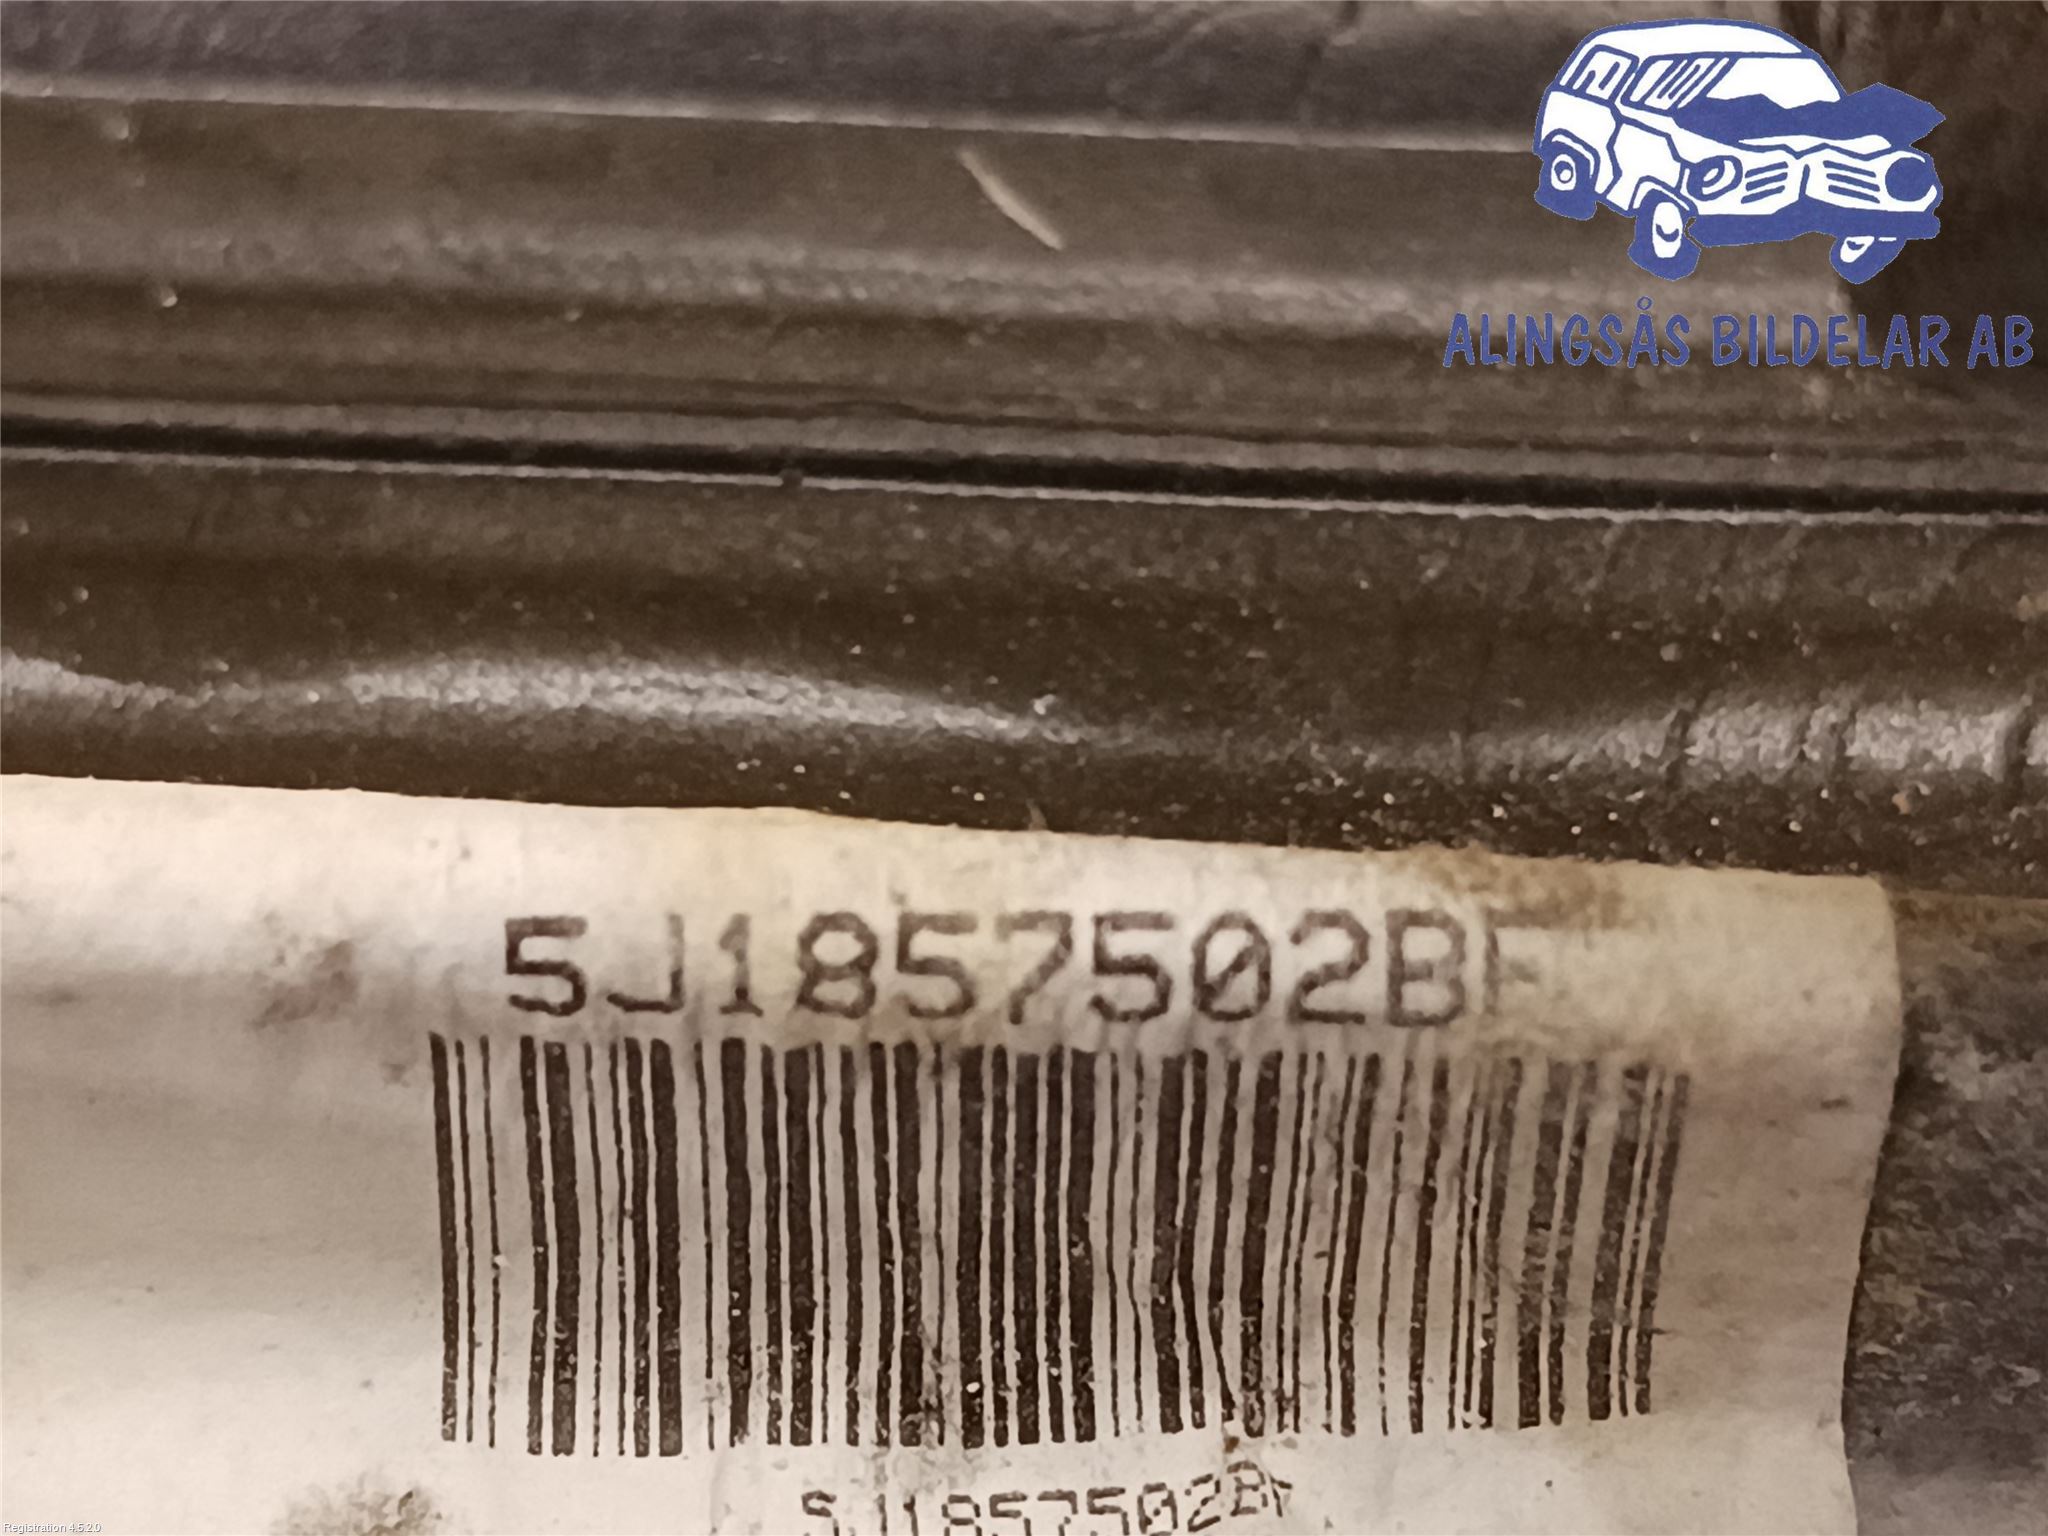 ALINGSÅS BILDELAR AB
5J1857502BF
5J1857502BF
Registration 4.5.2.0